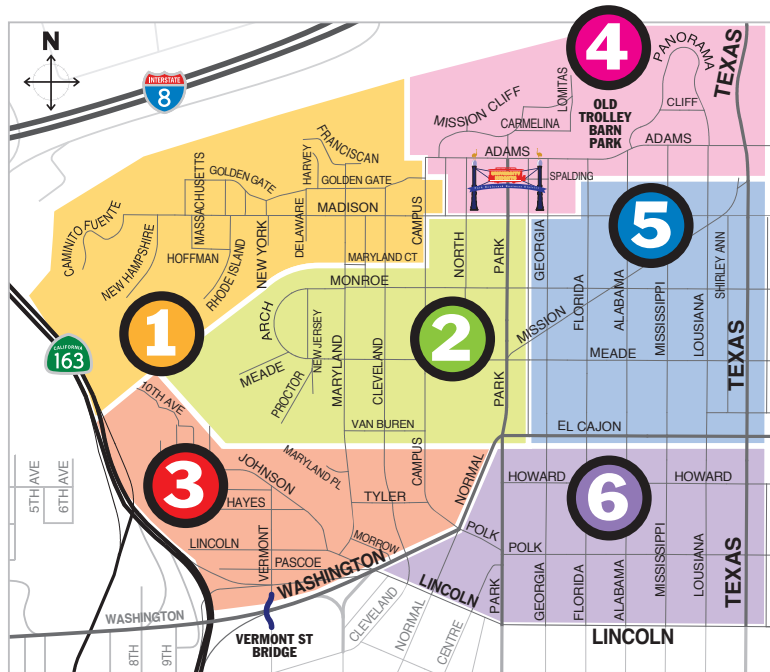 N
INTERSTATE
8
4
PANORAMA
TEXAS
LOMITAS
MISSION CLIFF
CARMELINA
OLD
TROLLEY
BARN
PARK
CLIFF
ADAMS
ADAMS
SPALDING
FRANCISCAN
HARVEY
MASSACHUSETTS
GOLDEN GATE
GOLDEN GATE
MADISON
CAMPUS
DELAWARE
NEW YORK
CAMINITO FUENTE
NEW HAMPSHIRE
HOFFMAN
RHODE ISLAND
MARYLAND CT
1
5
NORTH
PARK
GEORGIA
FLORIDA
ALABAMA
MISSISSIPPI
LOUSIANA
SHIRLEY ANN
TEXAS
MISSION
MEADE
EL CAJON
MONROE
ARCH
2
NEW JERSEY
MARYLAND
CLEVELAND
MEADE
PROCTOR
PARK
VAN BUREN
CAMPUS
CALIFORNIA
163
10TH AVE
3
JOHNSON
MARYLAND PL
HAYES
TYLER
NORMAL
LINCOLN
VERMONT
PASCOE
MORROW
WASHINGTON
5TH AVE
6TH AVE
HOWARD
6
HOWARD
POLK
POLK
LINCOLN
PARK
GEORGIA
FLORIDA
ALABAMA
MISSISSIPPI
LOUSIANA
TEXAS
LINCOLN
WASHINGTON
8TH
9TH
VERMONT ST
BRIDGE
CLEVELAND
NORMAL
CENTRE